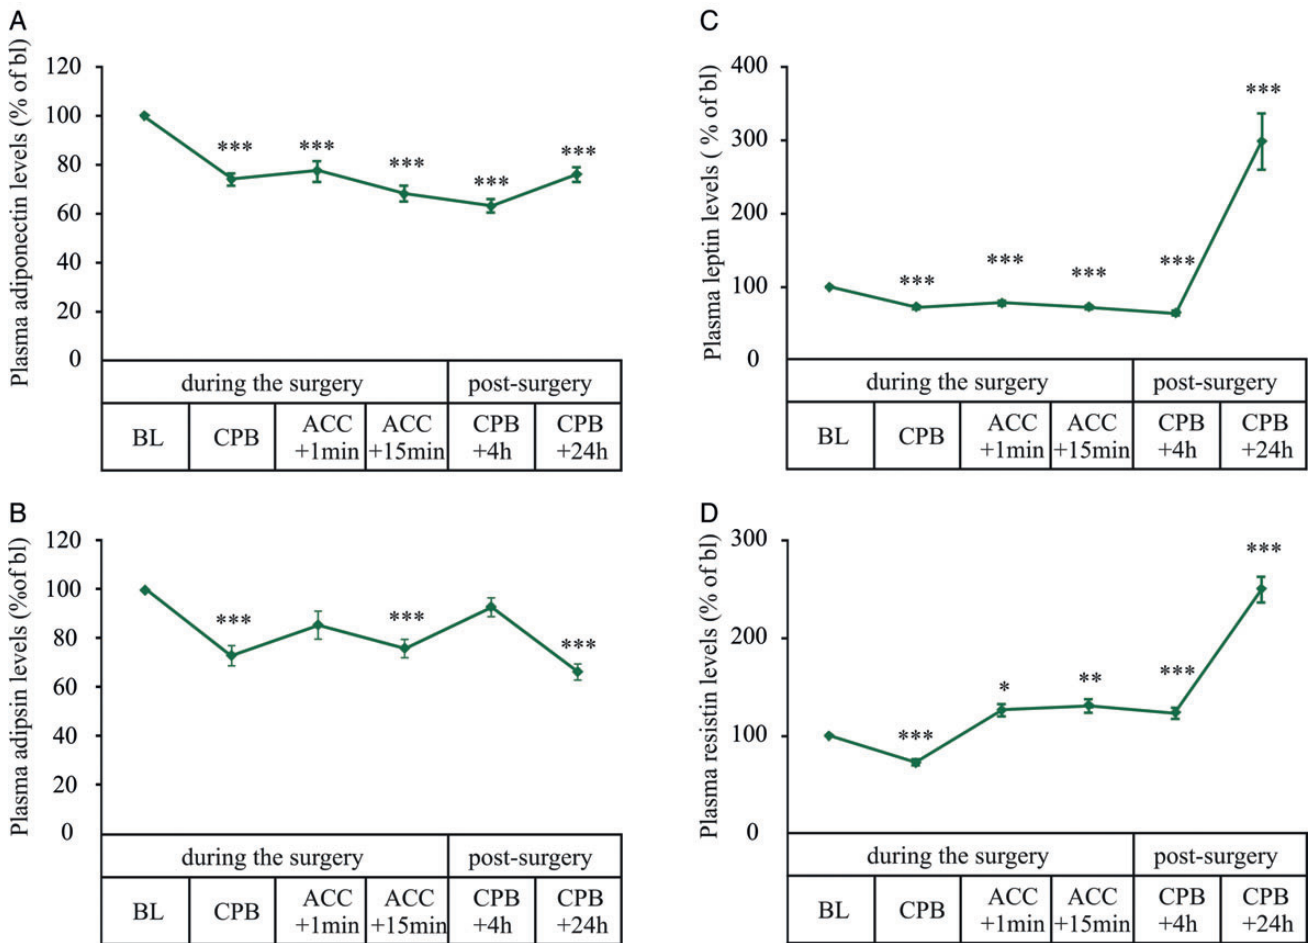 A
Plasma adiponectin levels (% of bl)
120
100
80
60
40
20
0
***
***
***
***
***
during the surgery
post-surgery
BL
CPB
ACC
+1min
ACC
+15min
CPB
+4h
CPB
+24h
B
Plasma adipsin levels (%of bl)
120
100
80
60
40
20
0
***
***
***
during the surgery
post-surgery
BL
CPB
ACC
+1min
ACC
+15min
CPB
+4h
CPB
+24h
C
Plasma leptin levels ( % of bl)
400
300
200
100
0
***
***
***
***
***
during the surgery
post-surgery
BL
CPB
ACC
+1min
ACC
+15min
CPB
+4h
CPB
+24h
D
Plasma resistin levels (% of bl)
300
200
100
0
***
*
**
***
***
during the surgery
post-surgery
BL
CPB
ACC
+1min
ACC
+15min
CPB
+4h
CPB
+24h